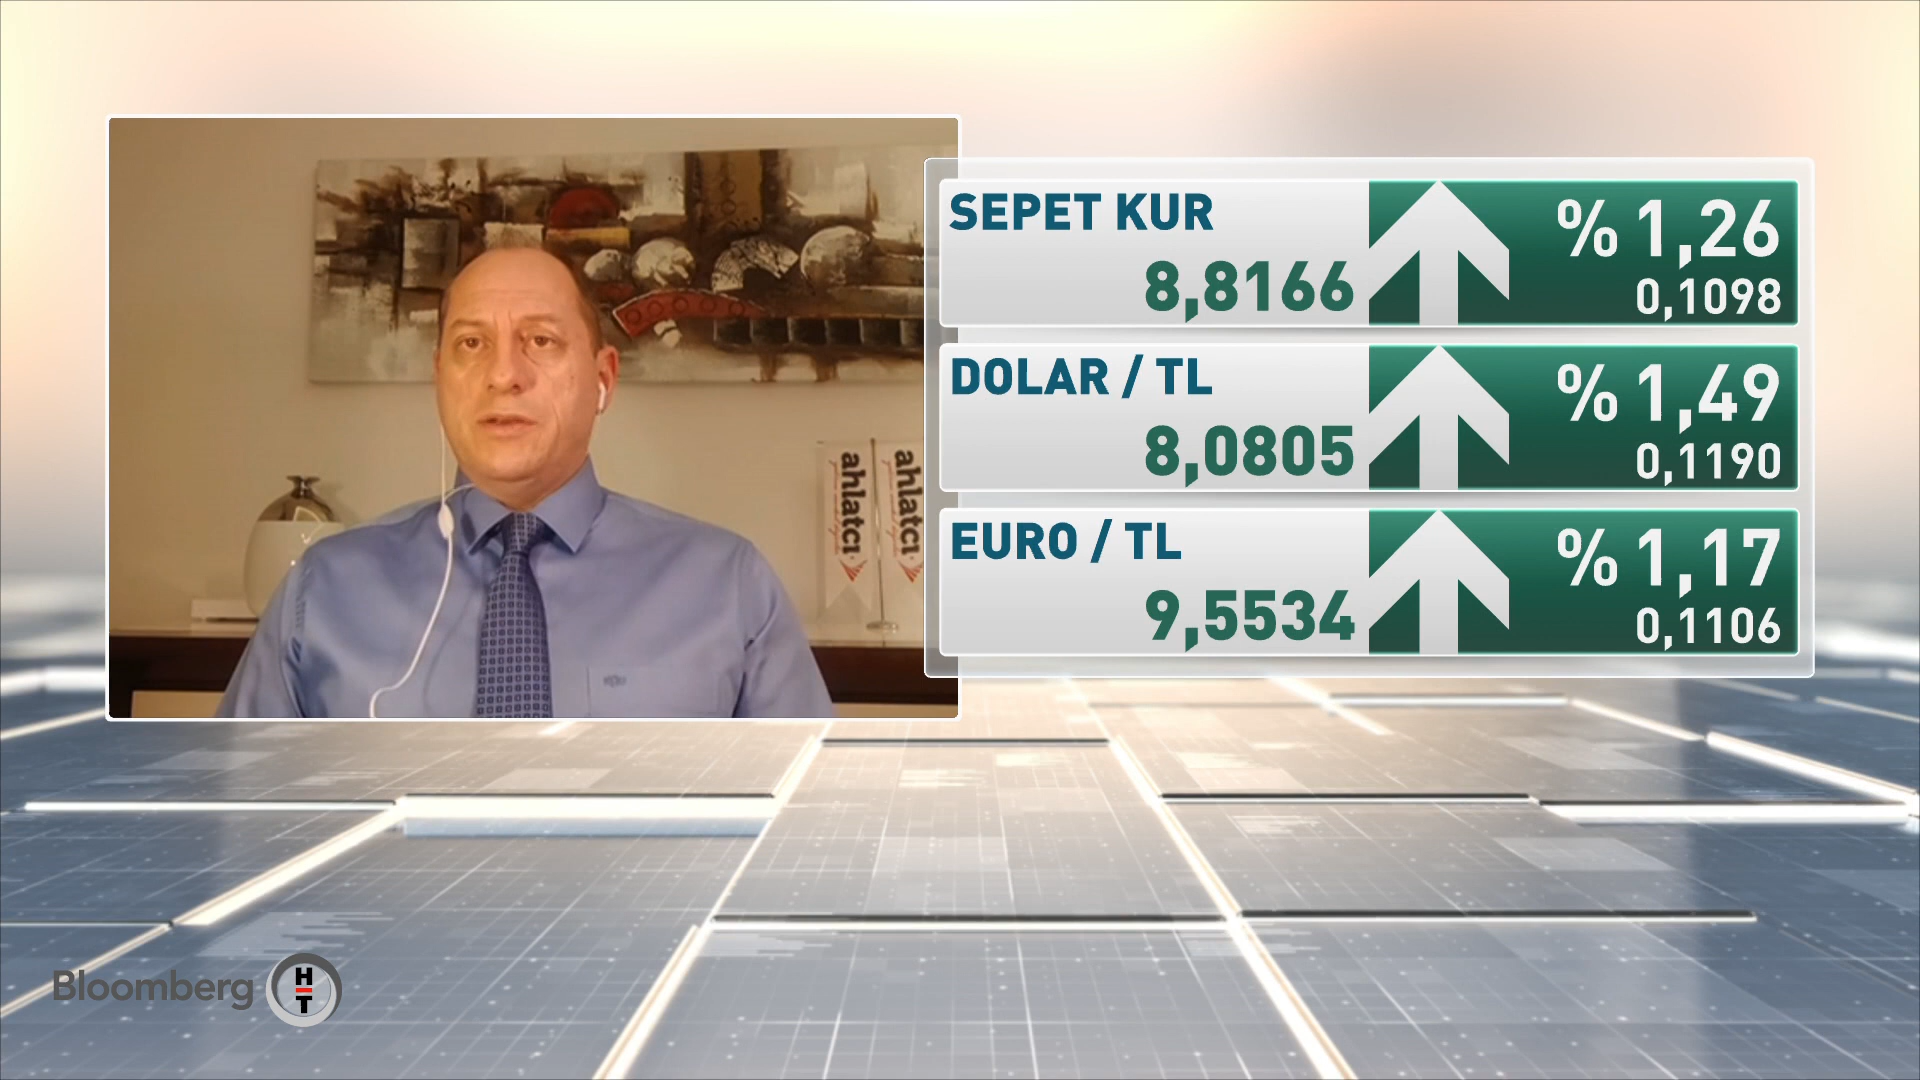 SEPET KUR
8,8166
% 1,26
0,1098
DOLAR / TL
8,0805
% 1,49
0,1190
EURO / TL
9,5534
% 1,17
0,1106
ahlatcı
ahlatcı
Bloomberg HT